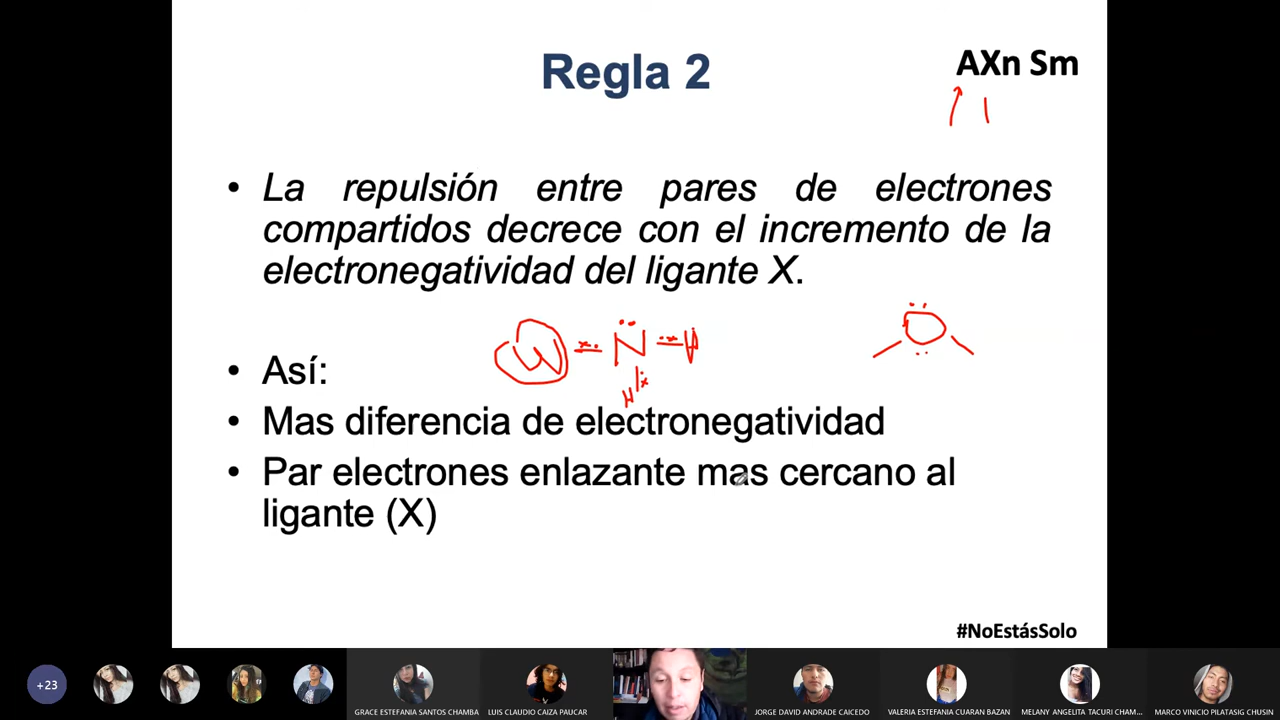 Regla 2
AXn Sm
• La repulsión entre pares de electrones
compartidos decrece con el incremento de la
electronegatividad del ligante X.
N
H
• Así:
• Mas diferencia de electronegatividad
• Par electrones enlazante mas cercano al
ligante (X)
#NoEstásSolo
+23
GRACE ESTEFANIA SANTOS CHAMBA
LUIS CLAUDIO CAIZA PAUCAR
JORGE DAVID ANDRADE CAICEDO
VALERIA ESTEFANIA CUARAN BAZAN
MELANY ANGELITA TACURI CHAM...
MARCO VINICIO PILATASIG CHUSIN